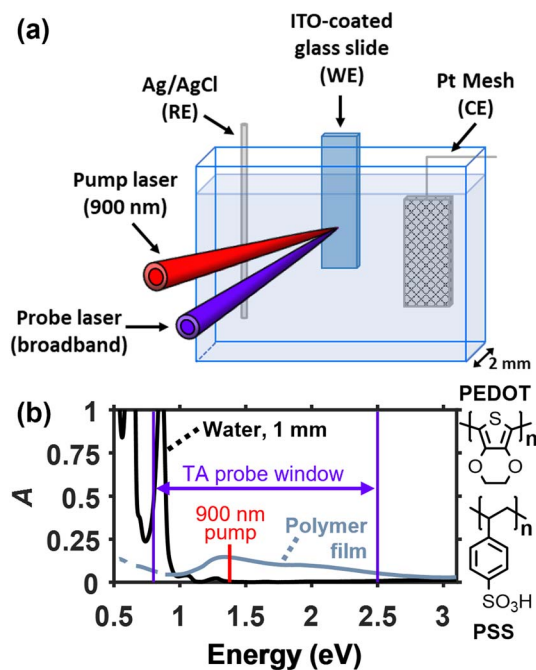 (a)
ITO-coated
glass slide
(WE)
Ag/AgCl
(RE)
Pt Mesh
(CE)
Pump laser
(900 nm)
Probe laser
(broadband)
2 mm
(b)
1
0.75
0.5
0.25
0
A
Water, 1 mm
TA probe window
900 nm
pump
Polymer
film
0.5 1 1.5 2 2.5 3
Energy (eV)
PEDOT
S
n
O O
n
SO₃H
PSS